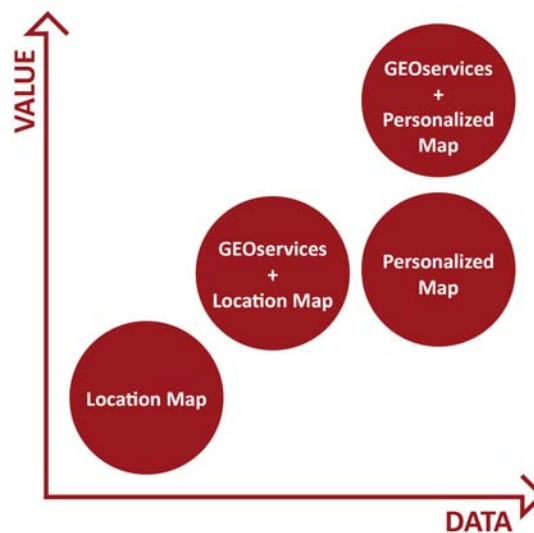 VALUE
GEOservices
+
Personalized
Map
GEOservices
+
Location Map
Personalized
Map
Location Map
DATA